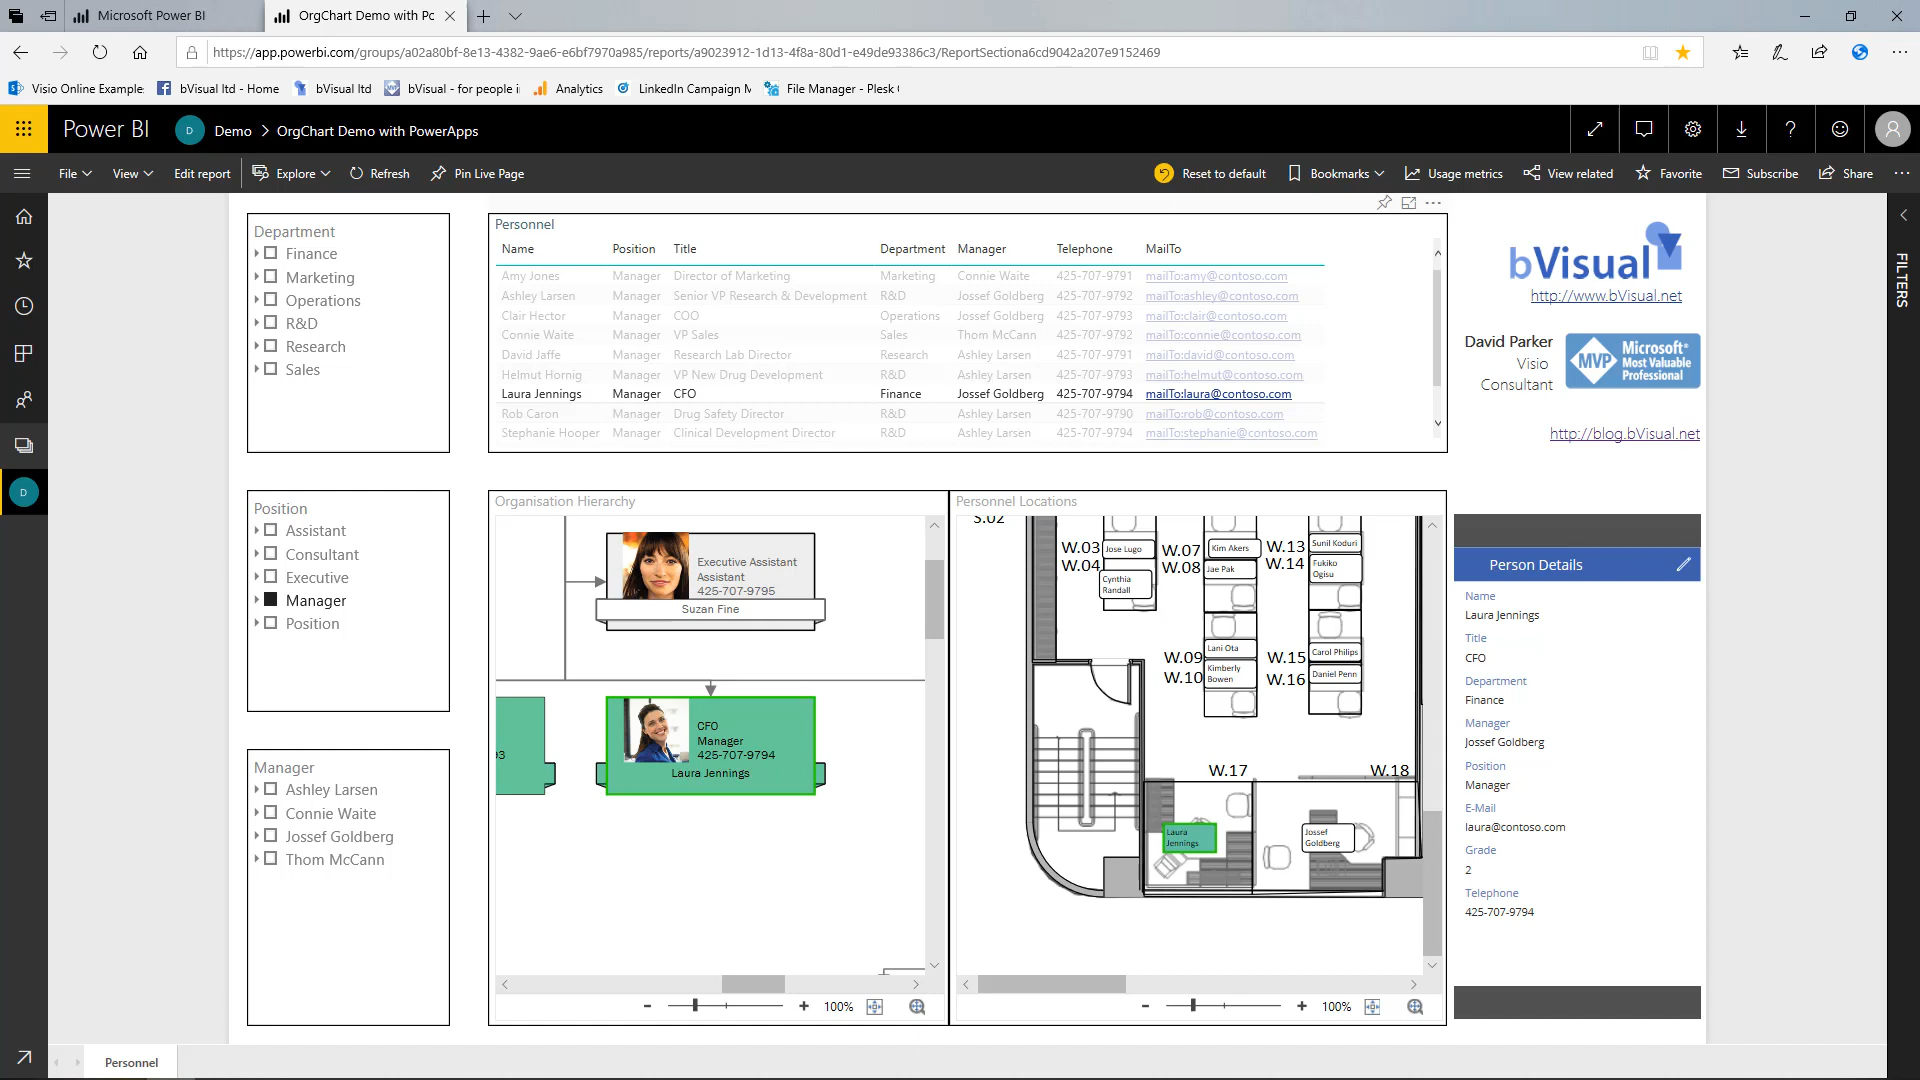 Microsoft Power BI
OrgChart Demo with Pc
https://app.powerbi.com/groups/a02a80bf-8e13-4382-9ae6-e6bf7970a985/reports/a9023912-1d13-4f8a-80d1-e49de93386c3/ReportSectiona6cd9042a207e9152469
Visio Online Example
bVisual ltd - Home
bVisual ltd
bVisual - for people i
Analytics
LinkedIn Campaign M
File Manager - Plesk
Power BI
D
Demo > OrgChart Demo with PowerApps
File
View
Edit report
Explore
Refresh
Pin Live Page
Reset to default
Bookmarks
Usage metrics
View related
Favorite
Subscribe
Share
D
Department
Finance
Marketing
Operations
R&D
Research
Sales
Personnel
Name Position Title Department Manager Telephone MailTo
Amy Jones Manager Director of Marketing Marketing Connie Waite 425-707-9791 mailTo:amy@contoso.com
Ashley Larsen Manager Senior VP Research & Development R&D Jossef Goldberg 425-707-9792 mailTo:ashley@contoso.com
Clair Hector Manager COO Operations Jossef Goldberg 425-707-9793 mailTo:clair@contoso.com
Connie Waite Manager VP Sales Sales Thom McCann 425-707-9792 mailTo:connie@contoso.com
David Jaffe Manager Research Lab Director Research Ashley Larsen 425-707-9791 mailTo:david@contoso.com
Helmut Hornig Manager VP New Drug Development R&D Ashley Larsen 425-707-9793 mailTo:helmut@contoso.com
Laura Jennings Manager CFO Finance Jossef Goldberg 425-707-9794 mailTo:laura@contoso.com
Rob Caron Manager Drug Safety Director R&D Ashley Larsen 425-707-9790 mailTo:rob@contoso.com
Stephanie Hooper Manager Clinical Development Director R&D Ashley Larsen 425-707-9794 mailTo:stephanie@contoso.com
bVisual
http://www.bVisual.net
David Parker
Visio
Consultant
MVP
Microsoft®
Most Valuable
Professional
http://blog.bVisual.net
FILTERS
Position
Assistant
Consultant
Executive
Manager
Position
Manager
Ashley Larsen
Connie Waite
Jossef Goldberg
Thom McCann
Organisation Hierarchy
Executive Assistant
Assistant
425-707-9795
Suzan Fine
CFO
Manager
425-707-9794
Laura Jennings
3
100%
Personnel Locations
S.02
W.03
Jose Lugo
W.04
Cynthia
Randall
W.07
Kim Akers
W.08
Jae Pak
W.13
Sunil Koduri
W.14
Fukiko
Ogisu
W.09
Lani Ota
W.10
Kimberly
Bowen
W.15
Carol Philips
W.16
Daniel Penn
W.17
W.18
Laura
Jennings
Jossef
Goldberg
100%
Person Details
Name
Laura Jennings
Title
CFO
Department
Finance
Manager
Jossef Goldberg
Position
Manager
E-Mail
laura@contoso.com
Grade
2
Telephone
425-707-9794
Personnel